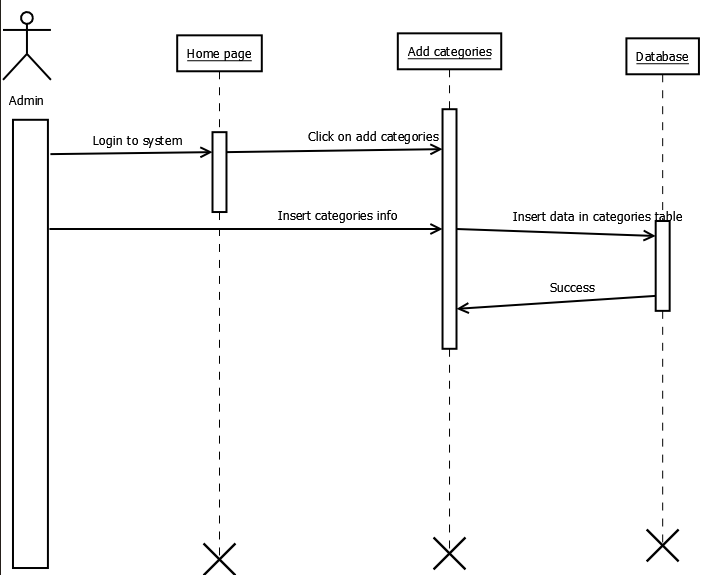 Home page
Add categories
Database
Admin
Login to system
Click on add categories
Insert categories info
Insert data in categories table
Success